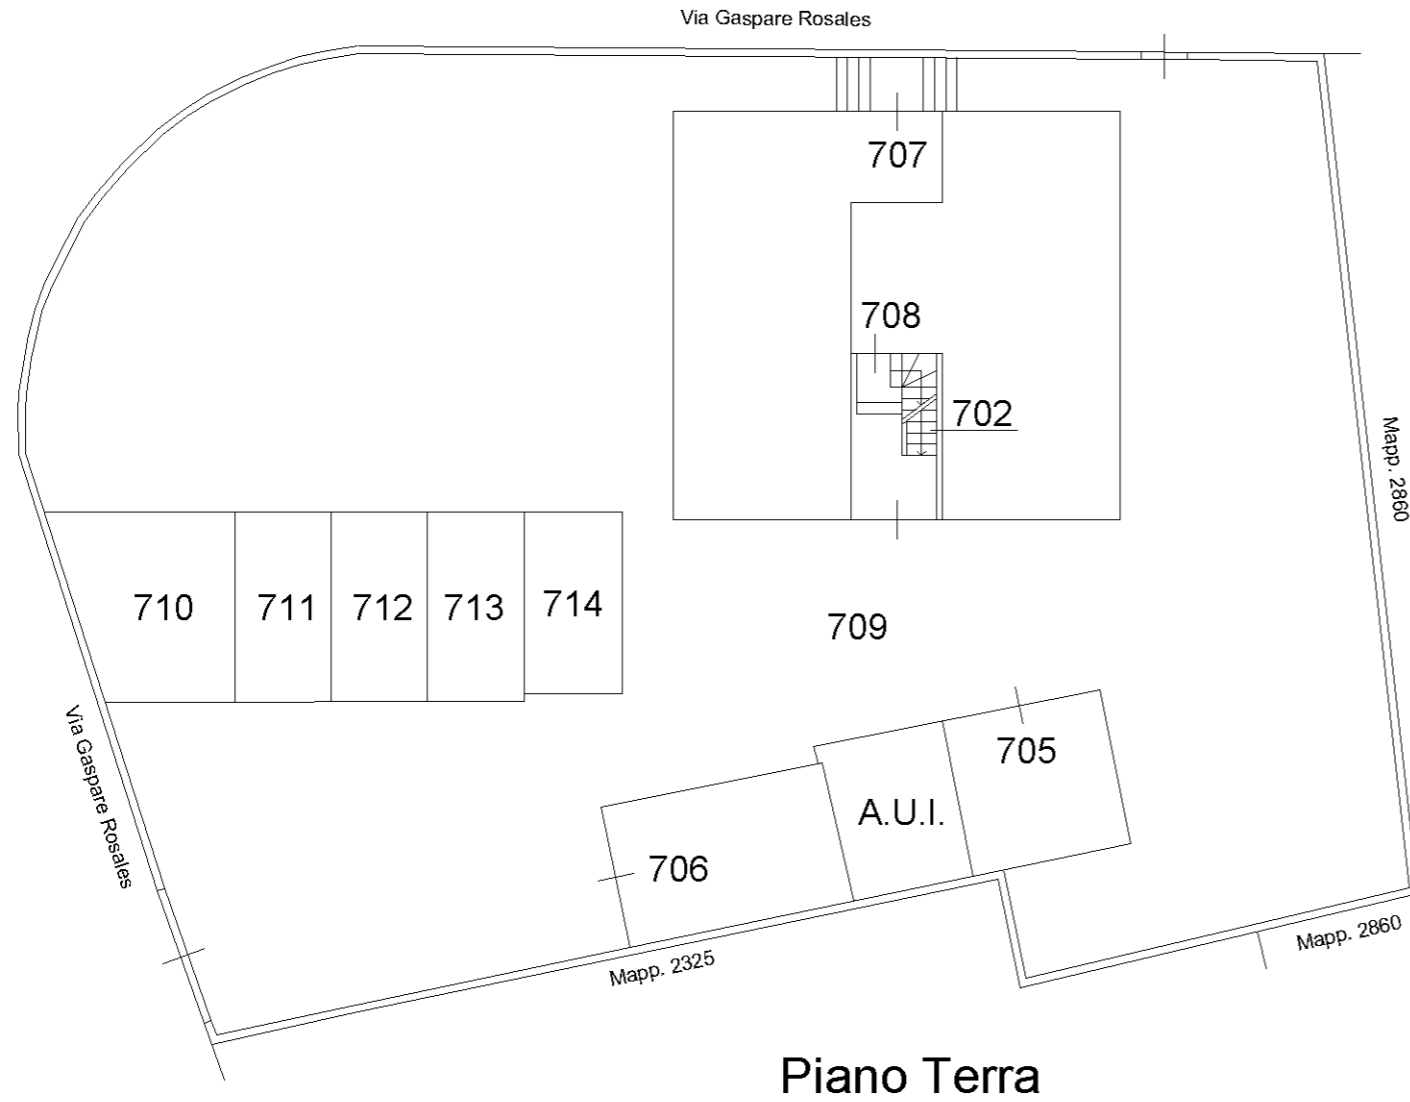 Via Gaspare Rosales
707
708
702
Mapp. 2860
710
711
712
713
714
709
Via Gaspare Rosales
705
A.U.I.
706
Mapp. 2860
Mapp. 2325
Piano Terra